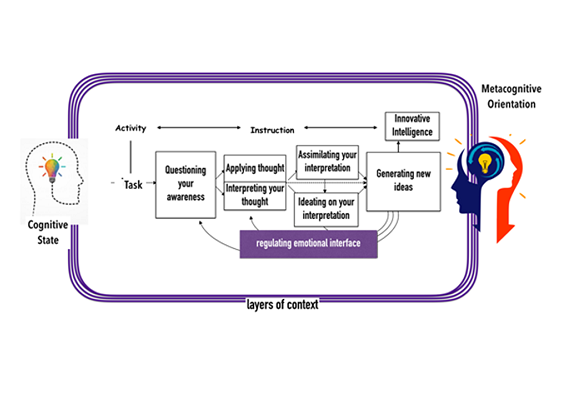 Metacognitive
Orientation
Innovative
Intelligence
Activity
Instruction
Assimilating your
interpretation
Questioning
your
awareness
Applying thought
Generating new
ideas
Task
Interpreting your
thought
Ideating on your
interpretation
Cognitive
State
regulating emotional interface
layers of context